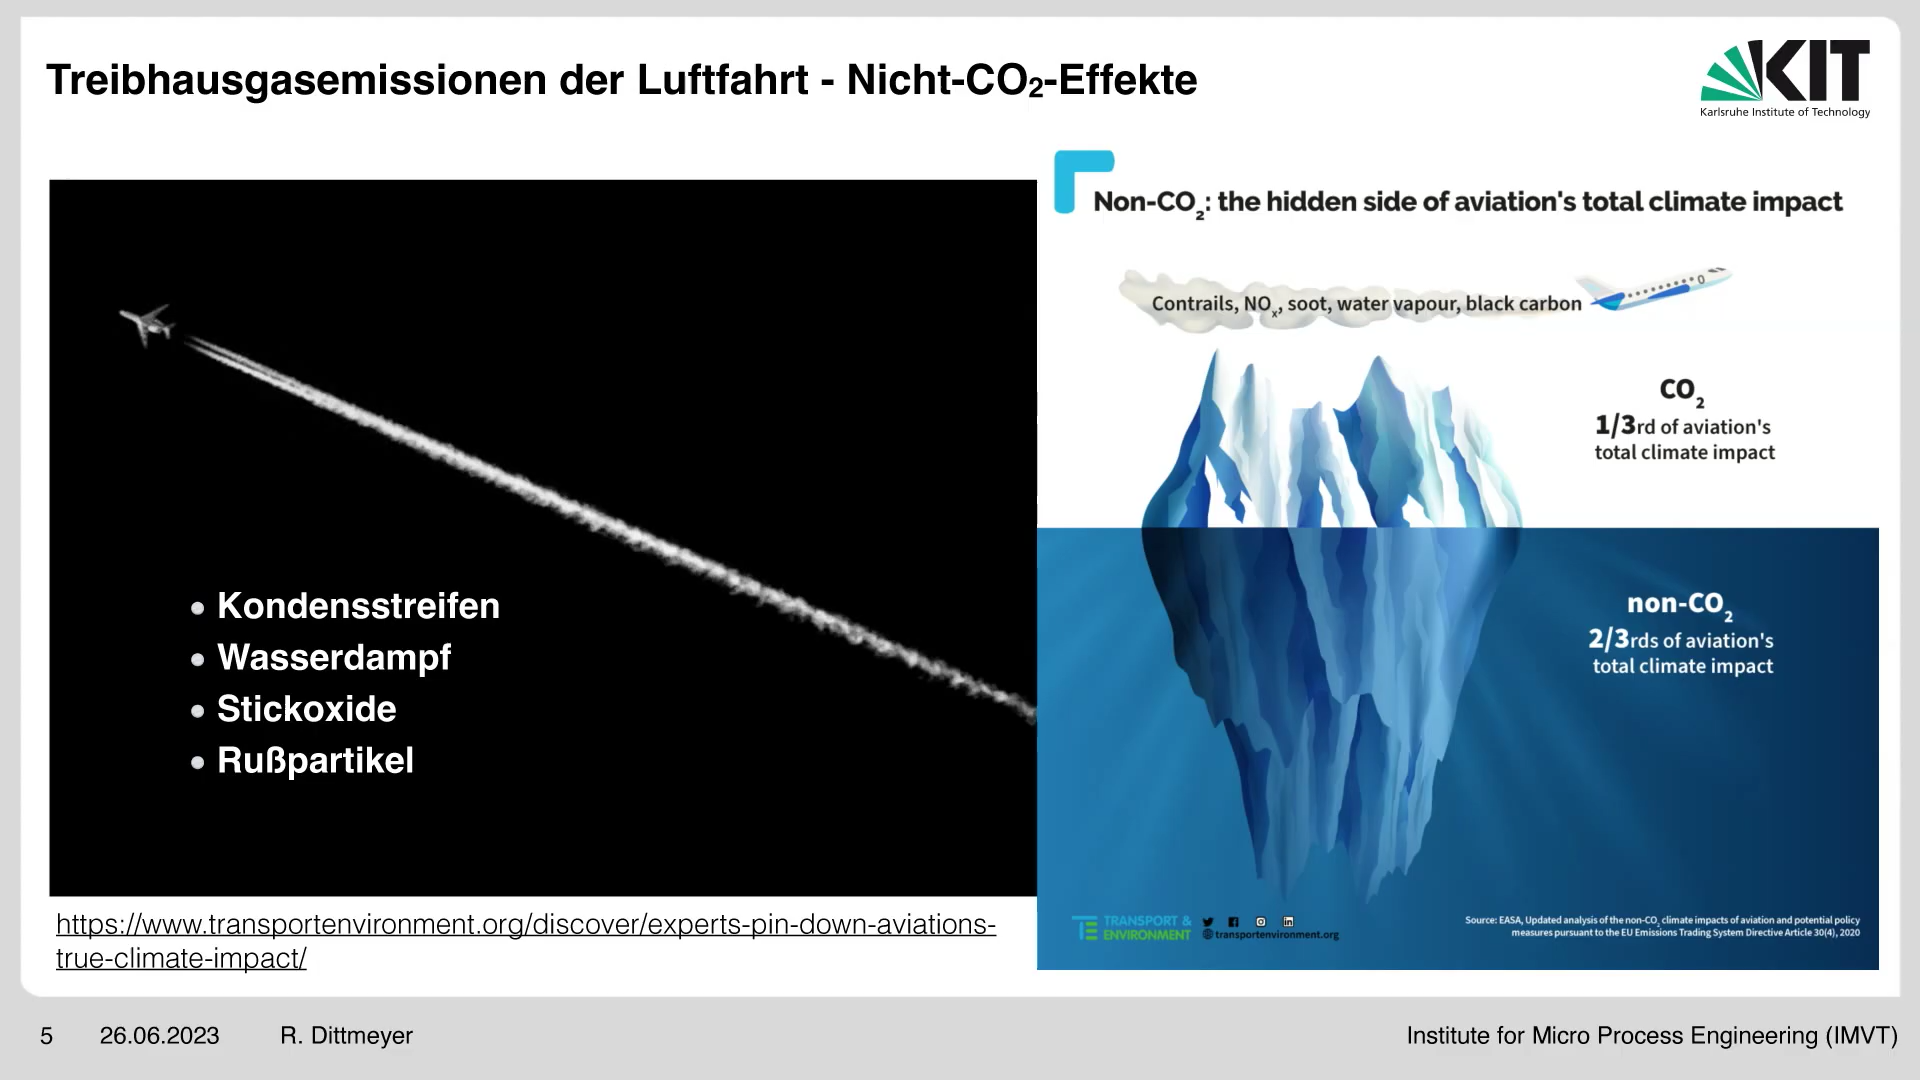 Treibhausgasemissionen der Luftfahrt - Nicht-CO₂-Effekte
KIT
Karlsruhe Institute of Technology
Kondensstreifen
Wasserdampf
Stickoxide
Rußpartikel
https://www.transportenvironment.org/discover/experts-pin-down-aviations-
true-climate-impact/
Non-CO₂: the hidden side of aviation's total climate impact
Contrails, NOₓ, soot, water vapour, black carbon
CO₂
1/3rd of aviation's
total climate impact
non-CO₂
2/3rds of aviation's
total climate impact
TE TRANSPORT &
ENVIRONMENT
transportenvironment.org
Source: EASA, Updated analysis of the non-CO₂ climate impacts of aviation and potential policy
measures pursuant to the EU Emissions Trading System Directive Article 30(4), 2020
5 26.06.2023 R. Dittmeyer
Institute for Micro Process Engineering (IMVT)